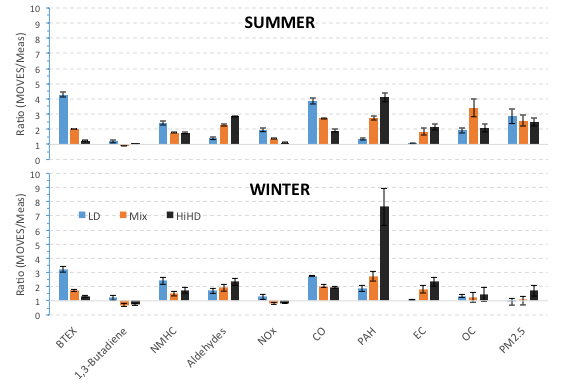 SUMMER
Ratio (MOVES/Meas)
10
9
8
7
6
5
4
3
2
1
0
WINTER
LD Mix HiHD
Ratio (MOVES/Meas)
10
9
8
7
6
5
4
3
2
1
0
BTEX
1,3-Butadiene
NMHC
Aldehydes
NOx
CO
PAH
EC
OC
PM2.5